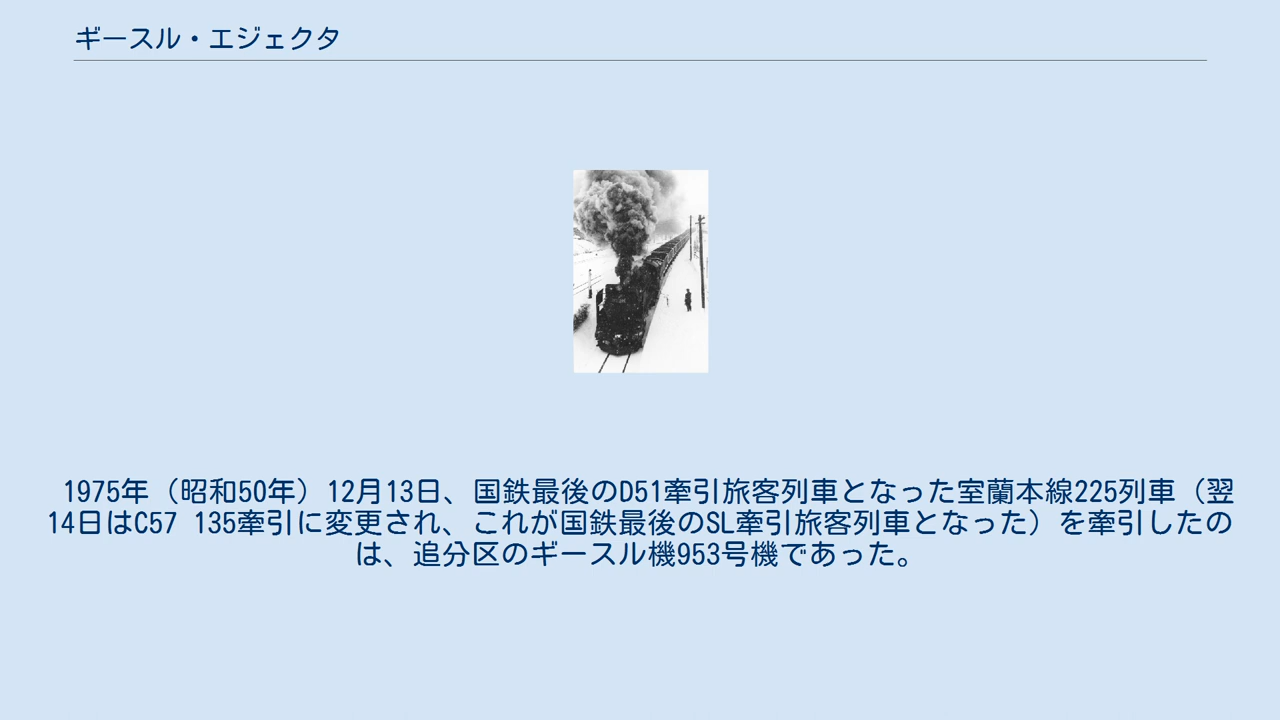 ギースル・エジェクタ
1975年（昭和50年）12月13日、国鉄最後のD51牽引旅客列車となった室蘭本線225列車（翌
14日はC57 135牽引に変更され、これが国鉄最後のSL牽引旅客列車となった）を牽引したの
は、追分区のギースル機953号機であった。